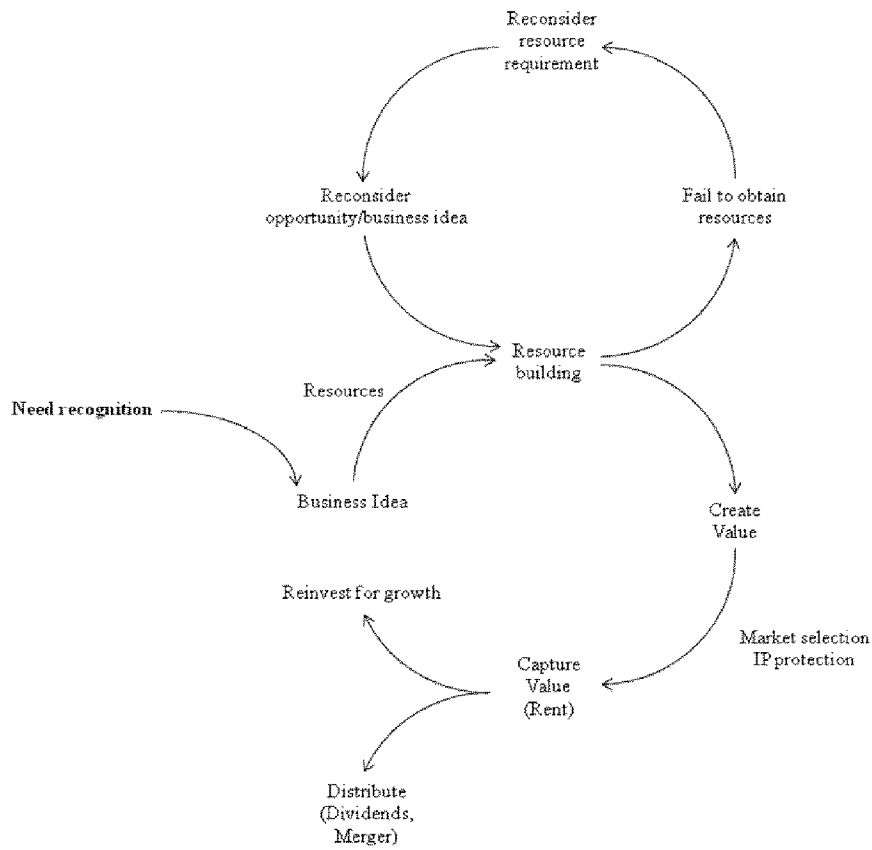 Reconsider
resource
requirement
Reconsider
opportunity/business idea
Fail to obtain
resources
Resource
building
Resources
Need recognition
Business Idea
Create
Value
Reinvest for growth
Market selection
IP protection
Capture
Value
(Rent)
Distribute
(Dividends,
Merger)